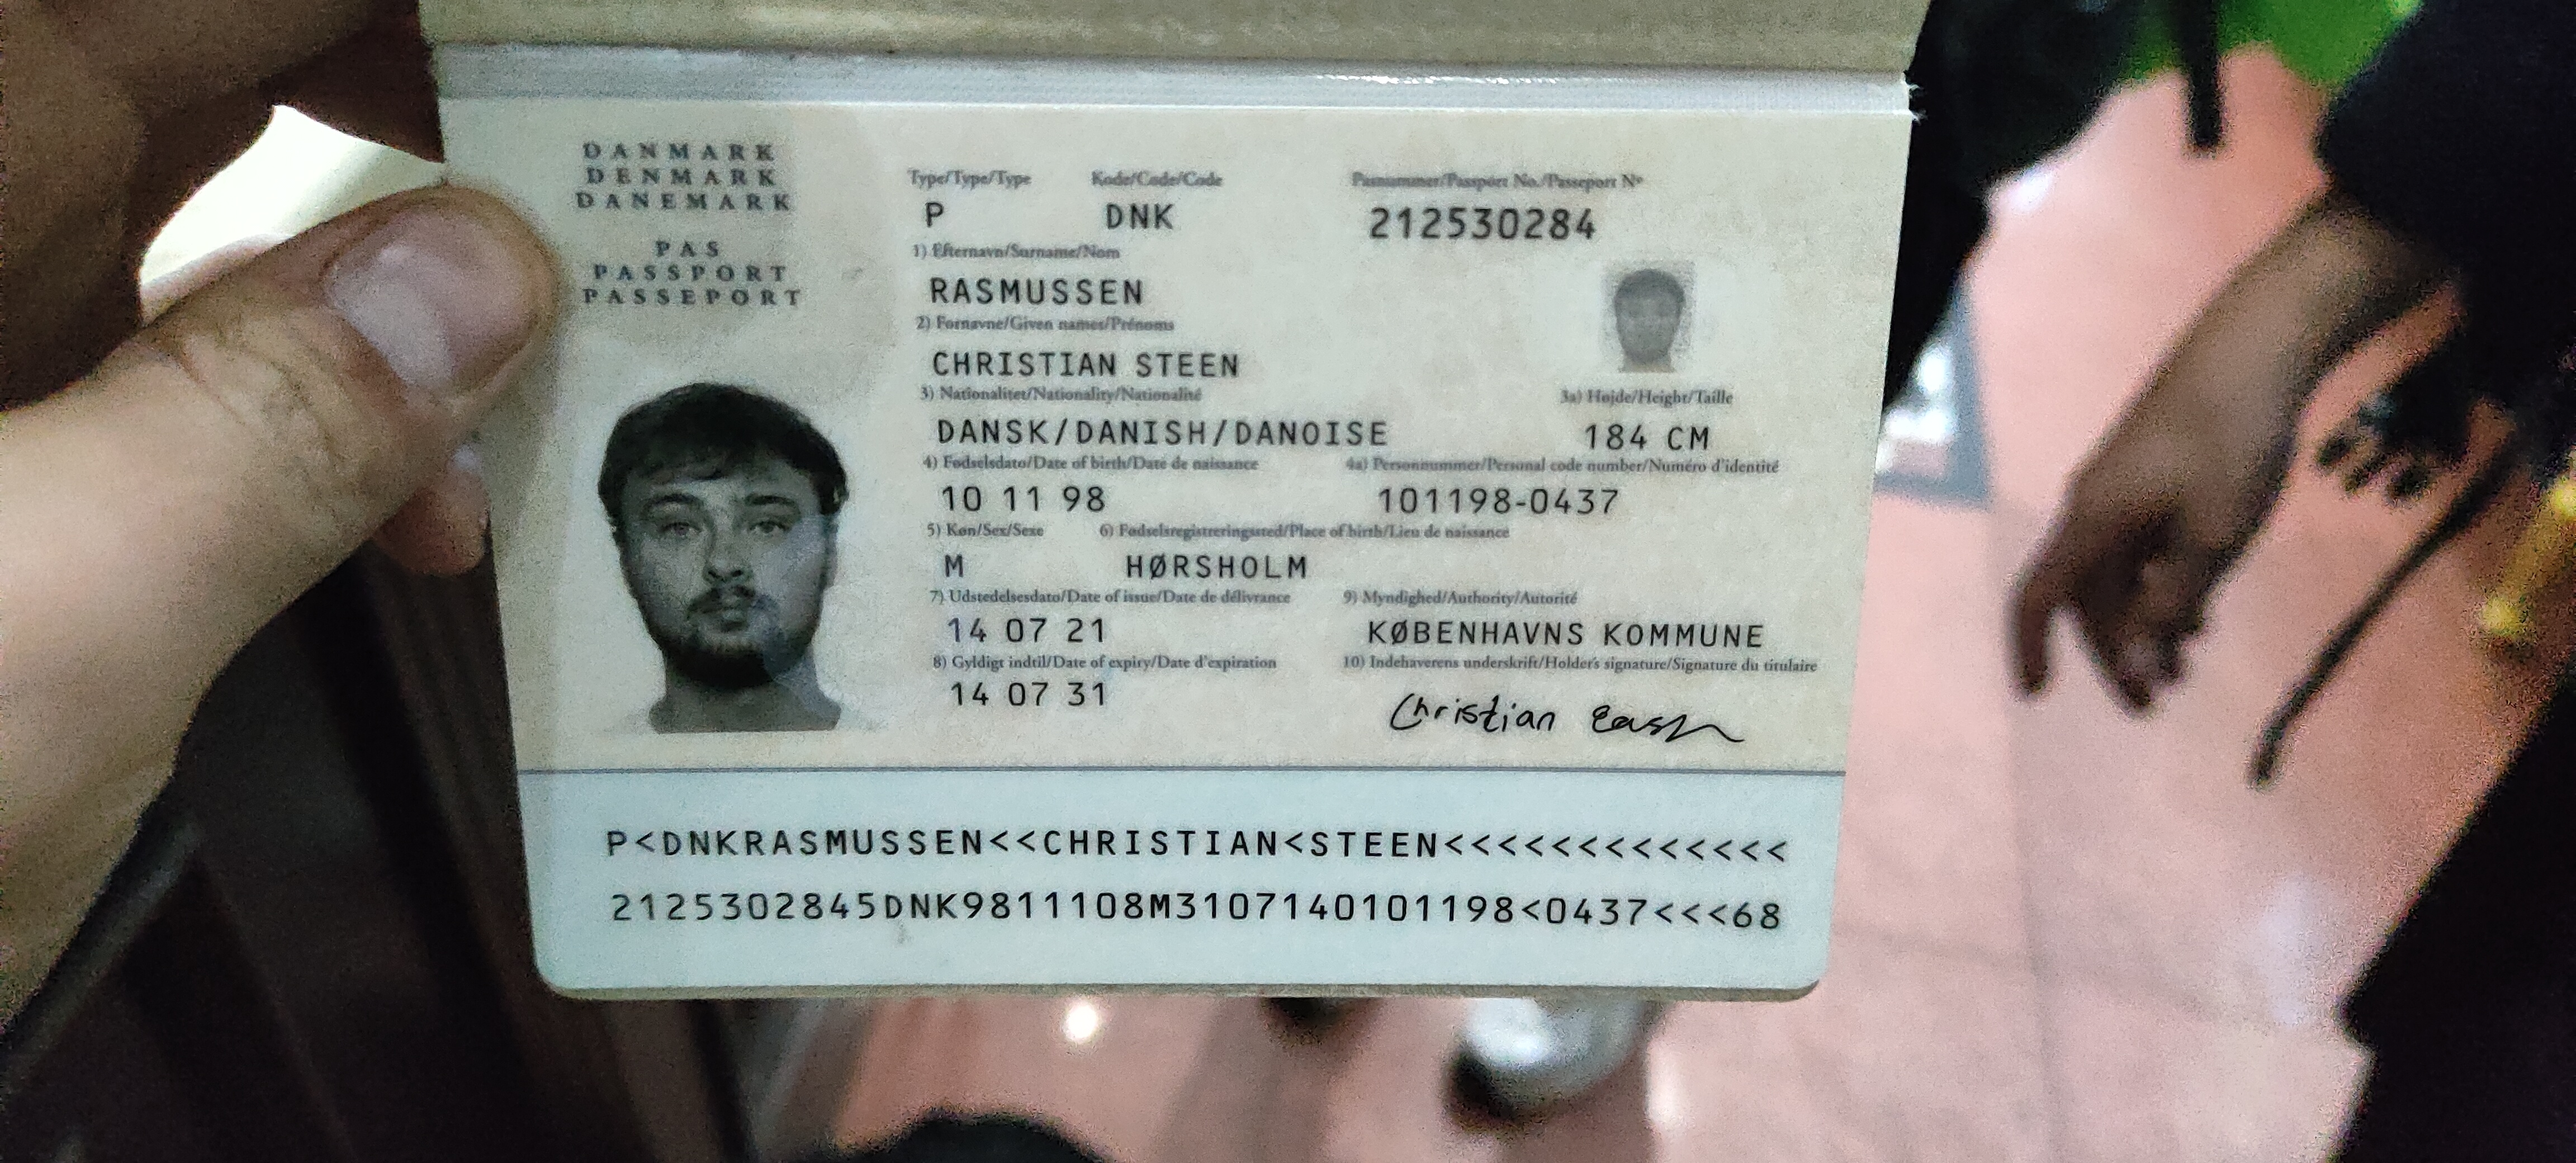 DANMARK
DENMARK
DANEMARK
PAS
PASSPORT
PASSEPORT
Type/Type/Type Kode/Code/Code Pasnummer/Passport No./Passeport Nº
P DNK 212530284
1) Efternavn/Surname/Nom
RASMUSSEN
2) Fornavne/Given names/Prénoms
CHRISTIAN STEEN
3) Nationalitet/Nationality/Nationalité 3a) Højde/Height/Taille
DANSK/DANISH/DANOISE 184 CM
4) Fødselsdato/Date of birth/Date de naissance 4a) Personnummer/Personal code number/Numéro d'identité
10 11 98 101198-0437
5) Køn/Sex/Sexe 6) Fødselsregistreringssted/Place of birth/Lieu de naissance
M HØRSHOLM
7) Udstedelsesdato/Date of issue/Date de délivrance 9) Myndighed/Authority/Autorité
14 07 21 KØBENHAVNS KOMMUNE
8) Gyldigt indtil/Date of expiry/Date d'expiration 10) Indehaverens underskrift/Holder's signature/Signature du titulaire
14 07 31 Christian
P<DNKRASMUSSEN<<CHRISTIAN<STEEN<<<<<<<<<<<<<
2125302845DNK9811108M3107140101198<0437<<<68